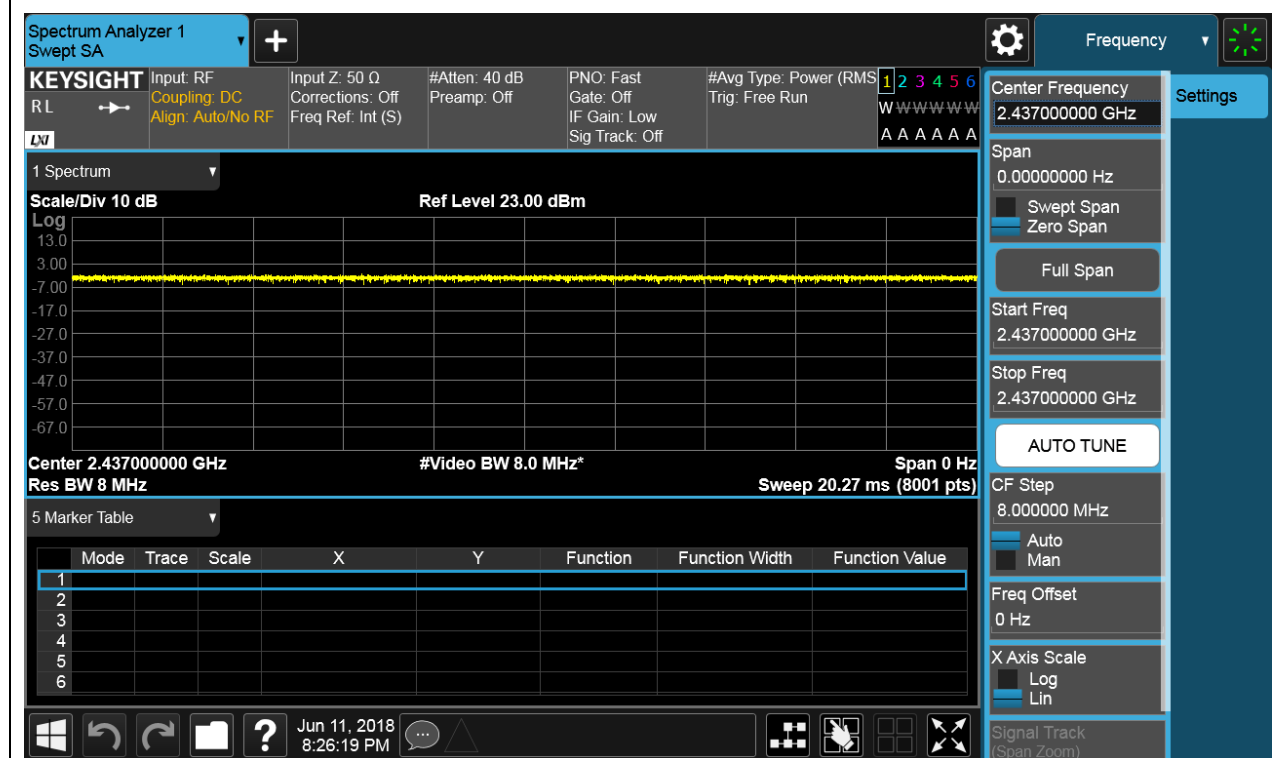 Spectrum Analyzer 1
Swept SA
Frequency
KEYSIGHT
R L
LXI
Input: RF
Coupling: DC
Align: Auto/No RF
Input Z: 50 Ω
Corrections: Off
Freq Ref: Int (S)
#Atten: 40 dB
Preamp: Off
PNO: Fast
Gate: Off
IF Gain: Low
Sig Track: Off
#Avg Type: Power (RMS
Trig: Free Run
1 2 3 4 5 6
W W W W W W
A A A A A A
1 Spectrum
Scale/Div 10 dB
Ref Level 23.00 dBm
Log
13.0
3.00
-7.00
-17.0
-27.0
-37.0
-47.0
-57.0
-67.0
Center 2.437000000 GHz
#Video BW 8.0 MHz*
Span 0 Hz
Res BW 8 MHz
Sweep 20.27 ms (8001 pts)
5 Marker Table
Mode Trace Scale X Y Function Function Width Function Value
1
2
3
4
5
6
Jun 11, 2018
8:26:19 PM
?
Center Frequency
2.437000000 GHz
Settings
Span
0.00000000 Hz
Swept Span
Zero Span
Full Span
Start Freq
2.437000000 GHz
Stop Freq
2.437000000 GHz
AUTO TUNE
CF Step
8.000000 MHz
Auto
Man
Freq Offset
0 Hz
X Axis Scale
Log
Lin
Signal Track
(Span Zoom)